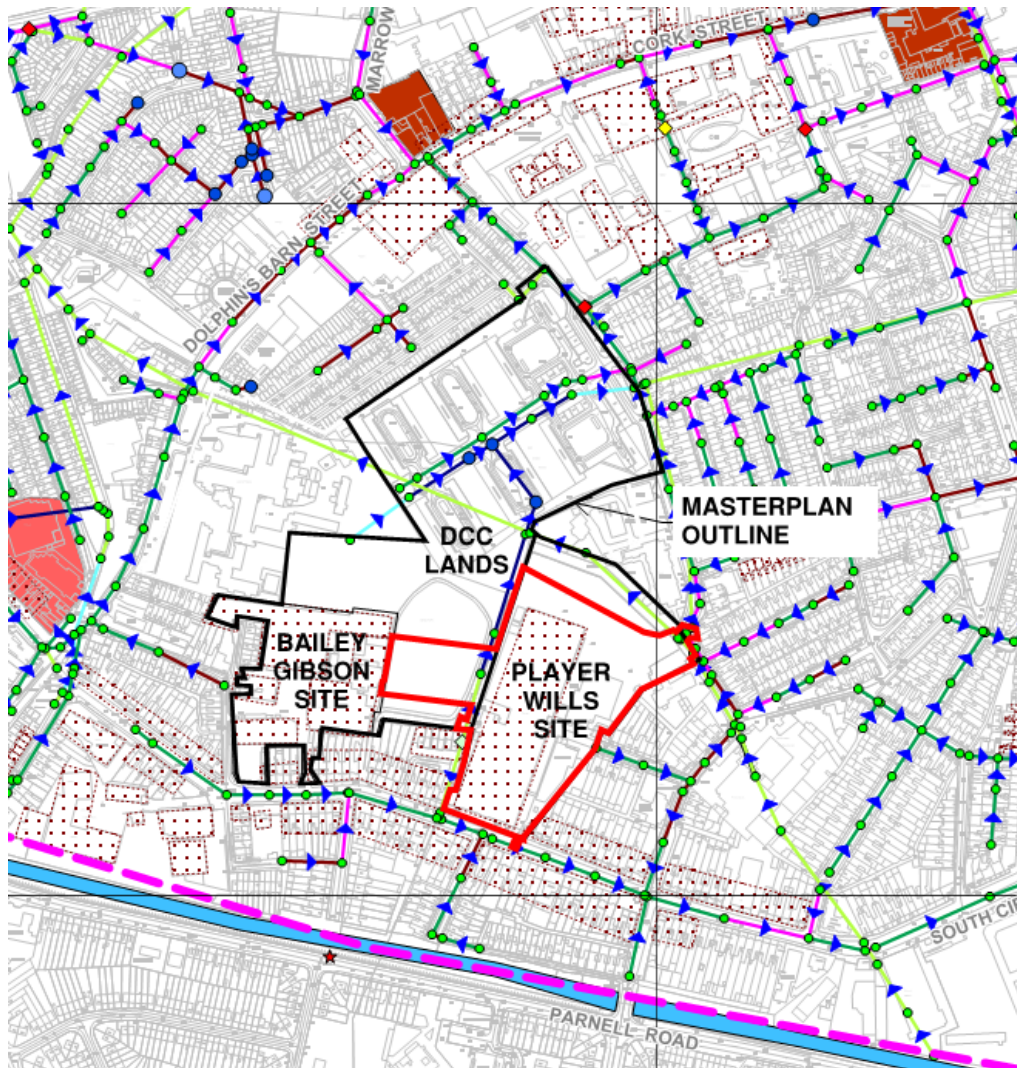 CORK STREET
MARROW
DOLPHIN'S BARN STREET
MASTERPLAN
OUTLINE
DCC
LANDS
BAILEY
GIBSON
SITE
PLAYER
WILLS
SITE
SOUTH CIR
PARNELL ROAD